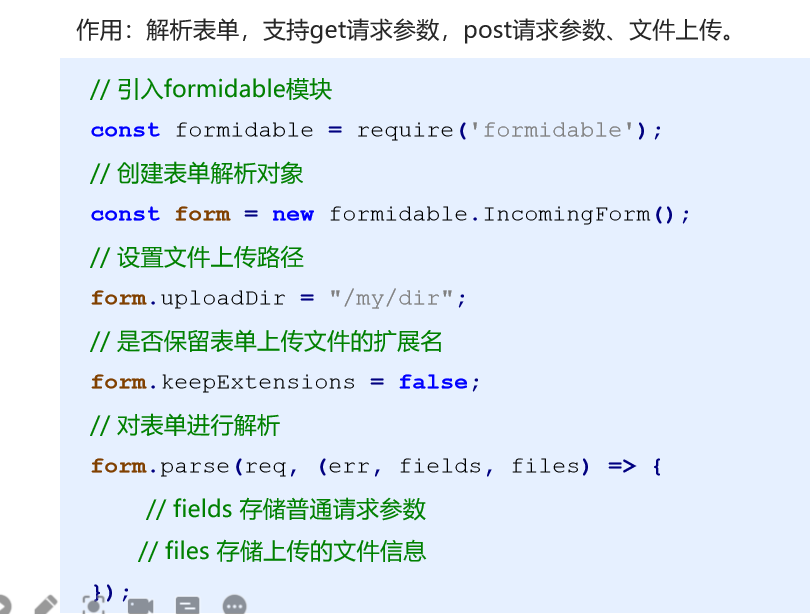 作用：解析表单，支持get请求参数，post请求参数、文件上传。
// 引入formidable模块
const formidable = require('formidable');
// 创建表单解析对象
const form = new formidable.IncomingForm();
// 设置文件上传路径
form.uploadDir = "/my/dir";
// 是否保留表单上传文件的扩展名
form.keepExtensions = false;
// 对表单进行解析
form.parse(req, (err, fields, files) => {
// fields 存储普通请求参数
// files 存储上传的文件信息
});